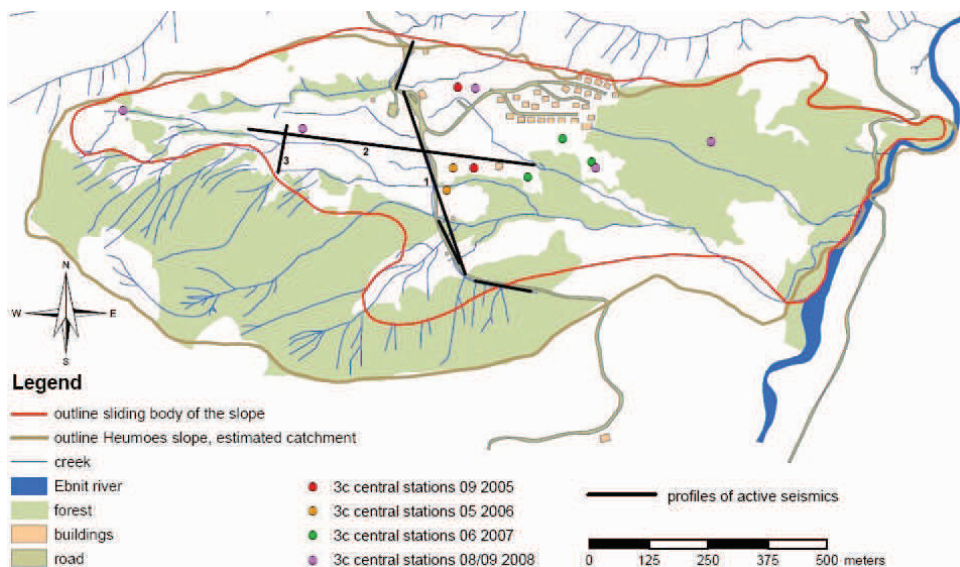 3
2
1
N
W E
S
Legend
outline sliding body of the slope
outline Heumoes slope, estimated catchment
creek
Ebnit river
forest
buildings
road
3c central stations 09 2005
3c central stations 05 2006
3c central stations 06 2007
3c central stations 08/09 2008
profiles of active seismics
0 125 250 375 500 meters